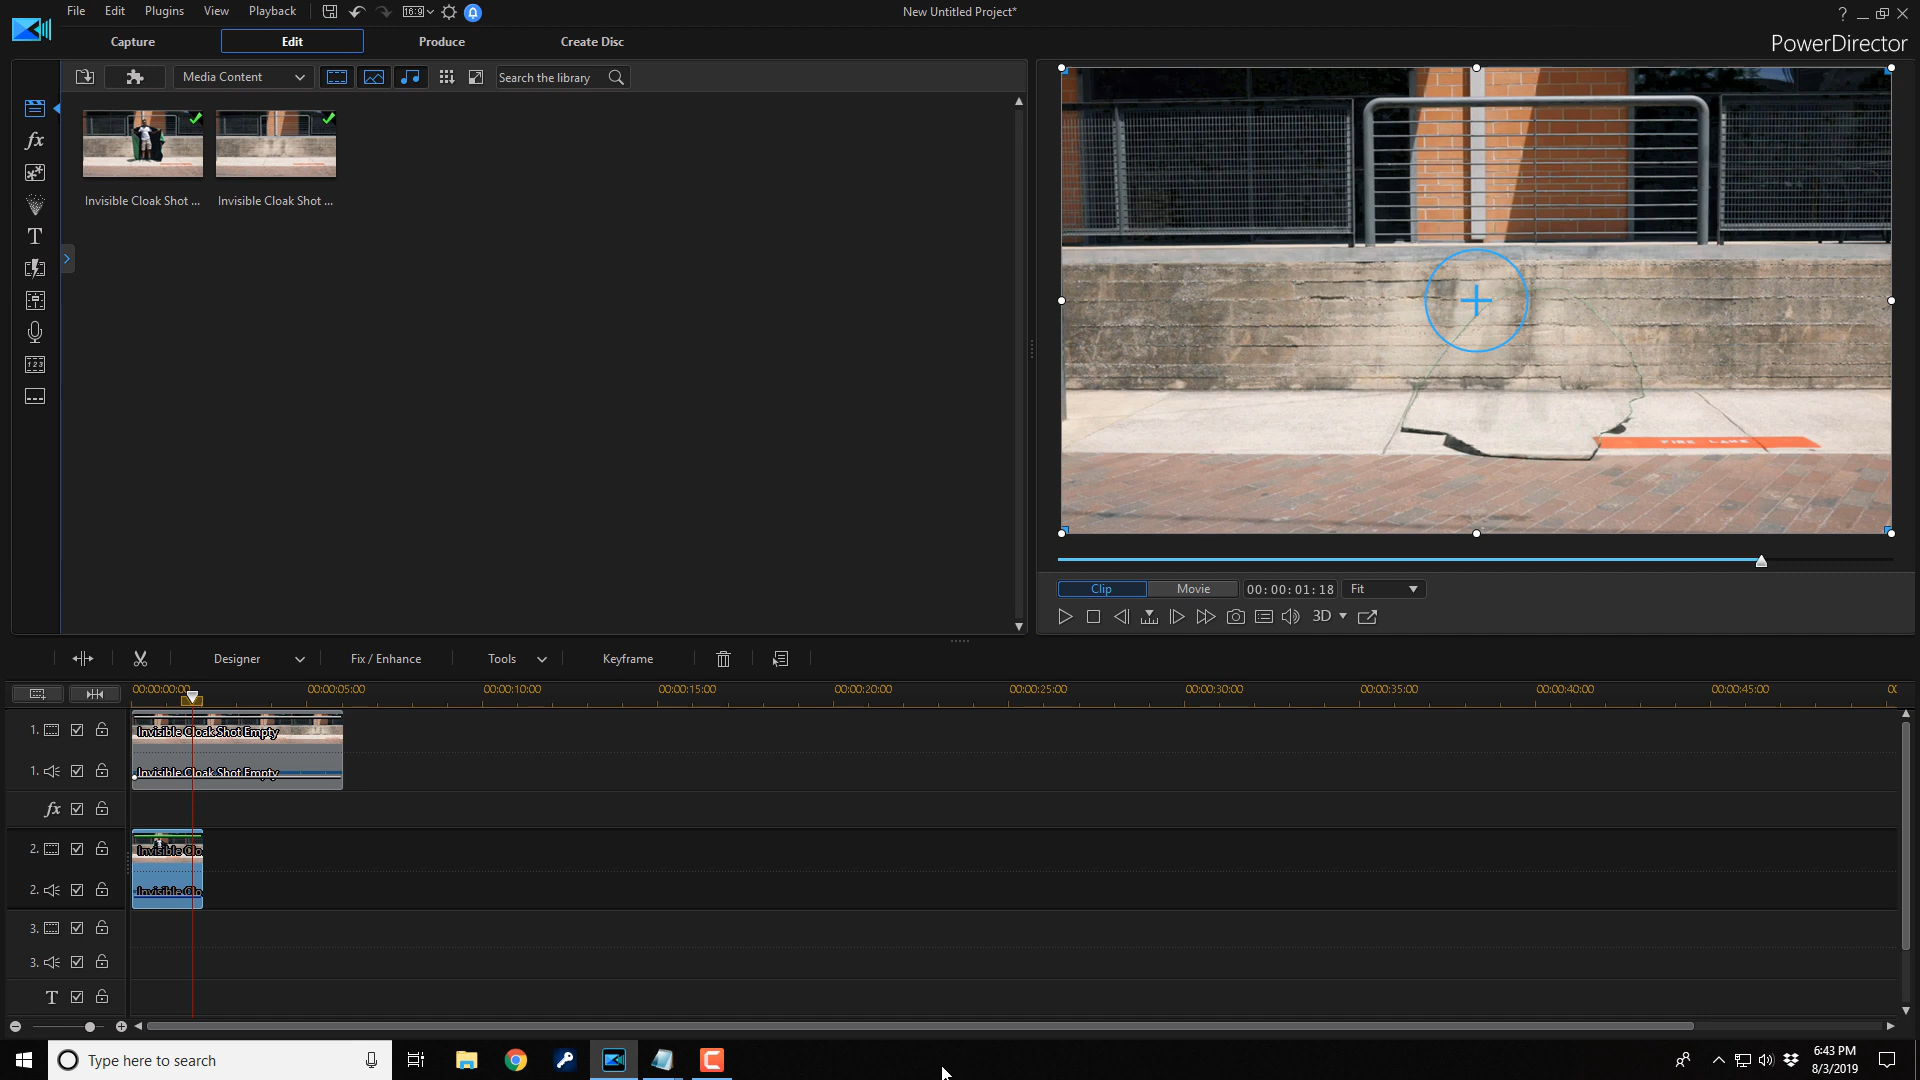 File Edit Plugins View Playback
16:9
New Untitled Project*
?
Capture Edit Produce Create Disc
PowerDirector
Media Content
Search the library
Invisible Cloak Shot ...
Invisible Cloak Shot ...
fx
T
FIRE LANE
Clip Movie 00:00:01:18 Fit
3D
Designer Fix / Enhance Tools Keyframe
00:00:00:00 00:00:05:00 00:00:10:00 00:00:15:00 00:00:20:00 00:00:25:00 00:00:30:00 00:00:35:00 00:00:40:00 00:00:45:00
1. Invisible Cloak Shot Empty
1. Invisible Cloak Shot Empty
fx
2. Invisible Clo
2. Invisible Clo
3.
3.
T
Type here to search
6:43 PM
8/3/2019